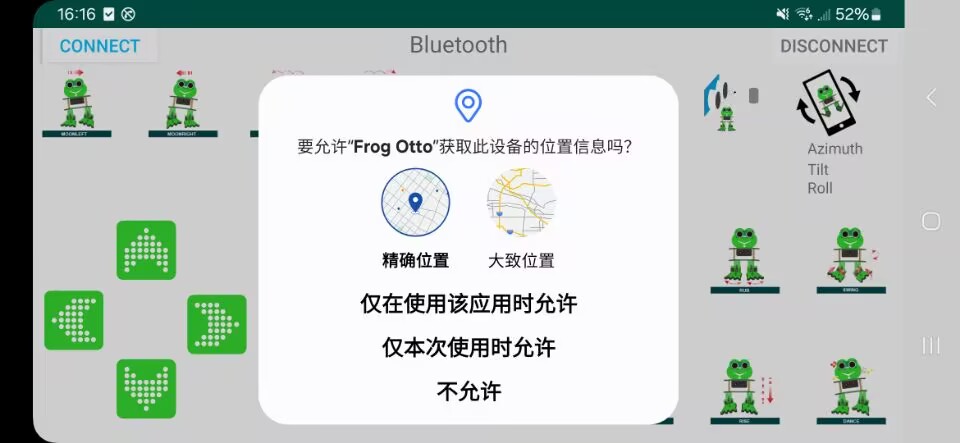 16:16
52%
CONNECT
Bluetooth
DISCONNECT
MOONLEFT
MOONRIGHT
要允许“Frog Otto”获取此设备的位置信息吗？
精确位置
大致位置
仅在使用该应用时允许
仅本次使用时允许
不允许
Azimuth
Tilt
Roll
RUN
SWING
RISE
DANCE